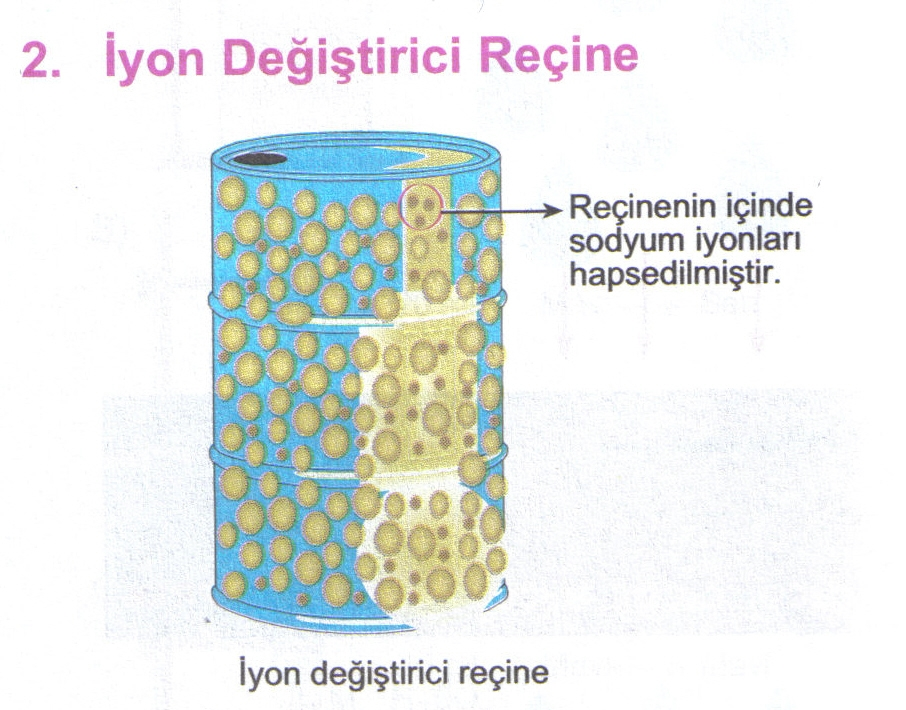 2. İyon Değiştirici Reçine
Reçinenin içinde
sodyum iyonları
hapsedilmiştir.
İyon değiştirici reçine